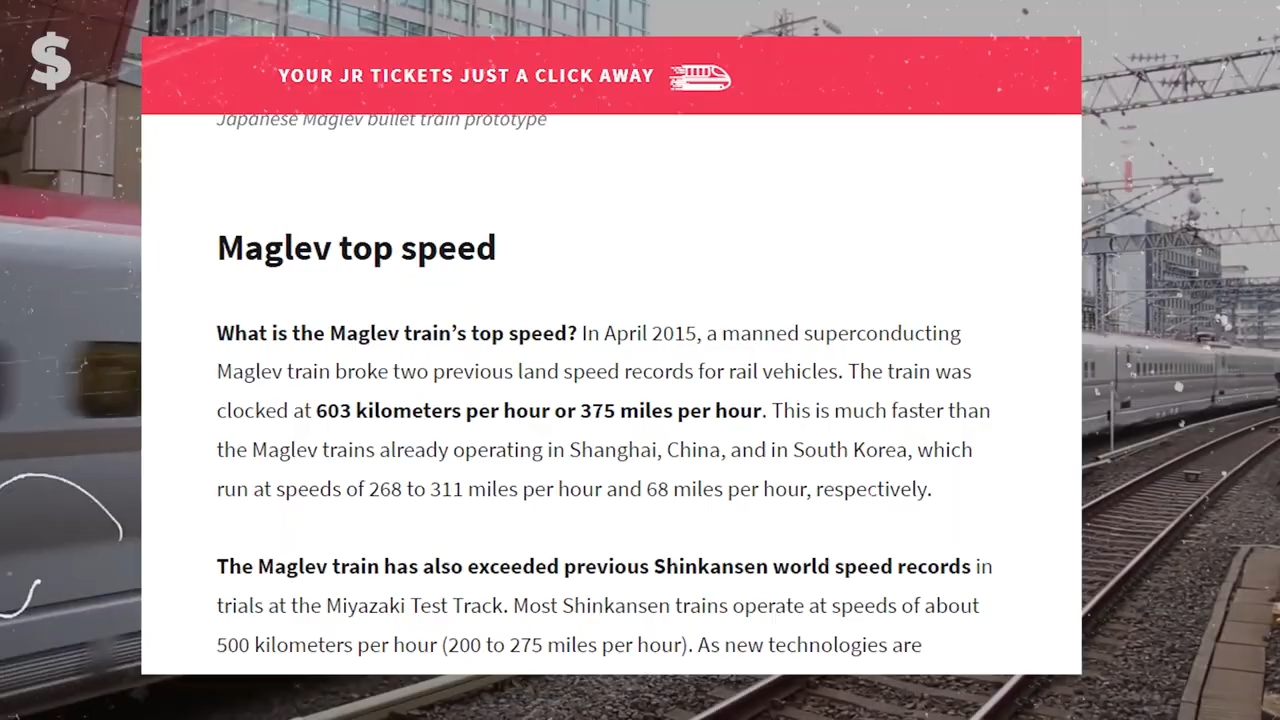 $
YOUR JR TICKETS JUST A CLICK AWAY
Japanese Maglev bullet train prototype
Maglev top speed
What is the Maglev train’s top speed? In April 2015, a manned superconducting
Maglev train broke two previous land speed records for rail vehicles. The train was
clocked at 603 kilometers per hour or 375 miles per hour. This is much faster than
the Maglev trains already operating in Shanghai, China, and in South Korea, which
run at speeds of 268 to 311 miles per hour and 68 miles per hour, respectively.
The Maglev train has also exceeded previous Shinkansen world speed records in
trials at the Miyazaki Test Track. Most Shinkansen trains operate at speeds of about
500 kilometers per hour (200 to 275 miles per hour). As new technologies are